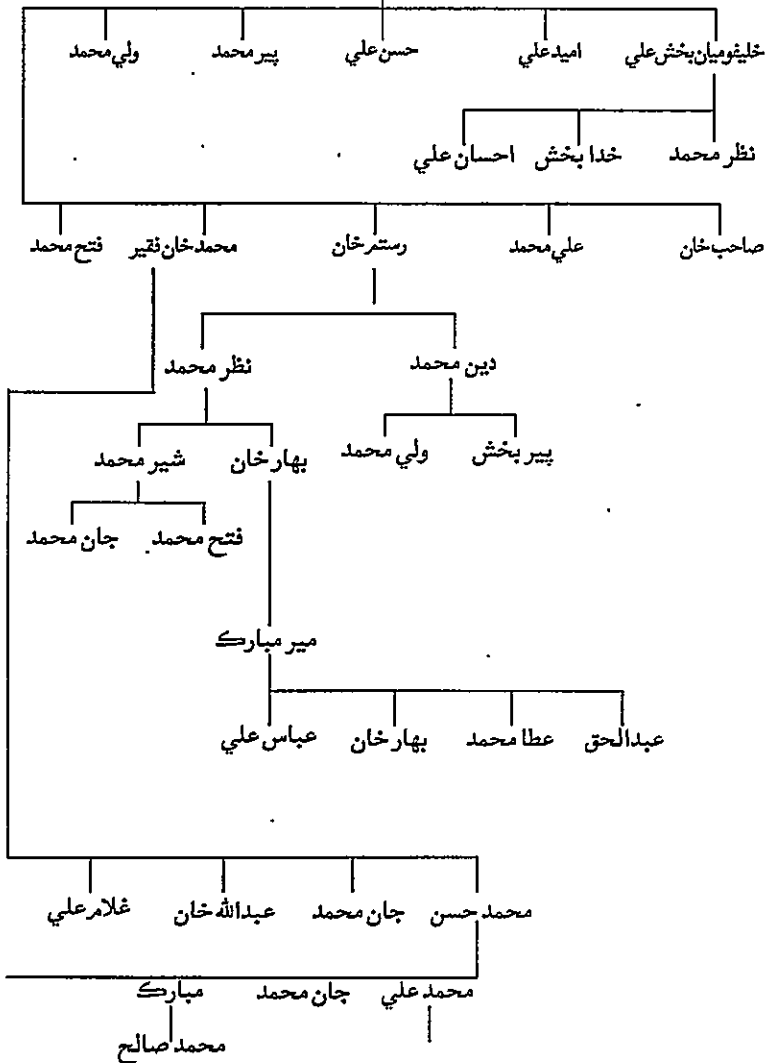 خليفو ميان بخش علي اميد علي حسن علي پير محمد ولي محمد
نظر محمد خدا بخش احسان علي
صاحب خان علي محمد رستم خان محمد خان فقير فتح محمد
دين محمد نظر محمد
پير بخش ولي محمد بهار خان شير محمد
فتح محمد جان محمد
مير مبارڪ
عبدالحق عطا محمد بهار خان عباس علي
محمد حسن جان محمد عبدالله خان غلام علي
محمد علي جان محمد مبارڪ
محمد صالح